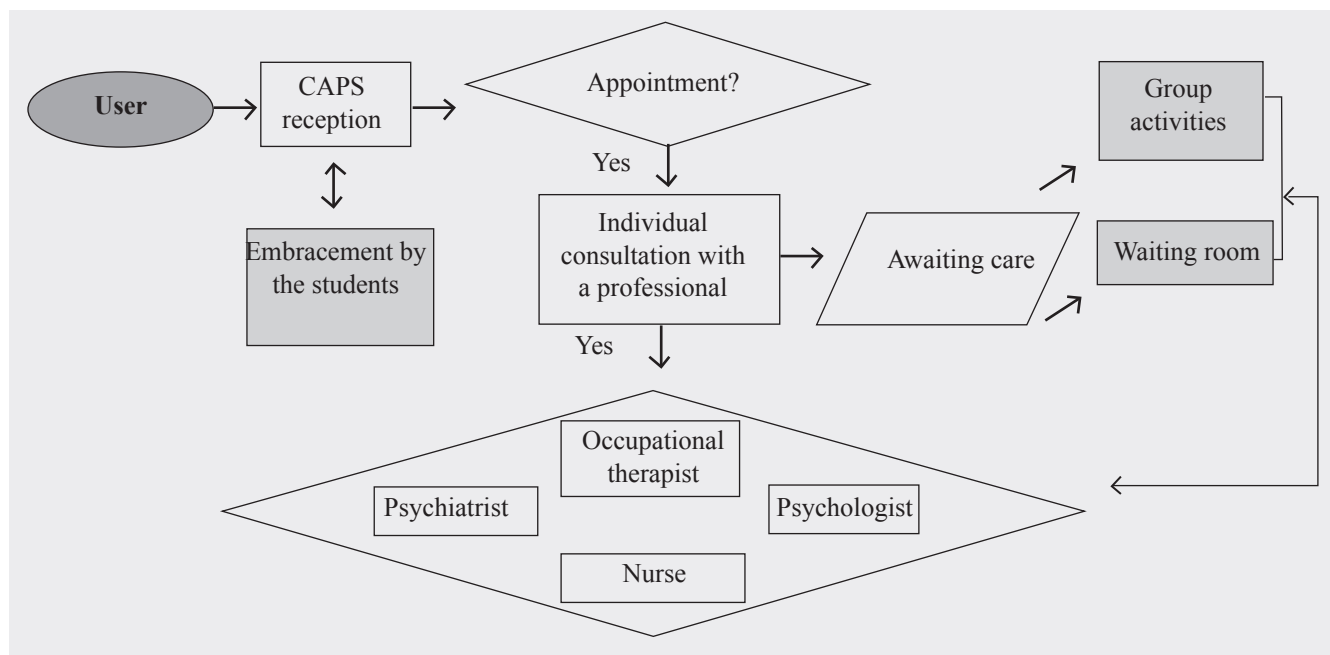 User
CAPS
reception
Appointment?
Group
activities
Yes
Embracement by
the students
Individual
consultation with
a professional
Awaiting care
Waiting room
Yes
Occupational
therapist
Psychiatrist
Psychologist
Nurse